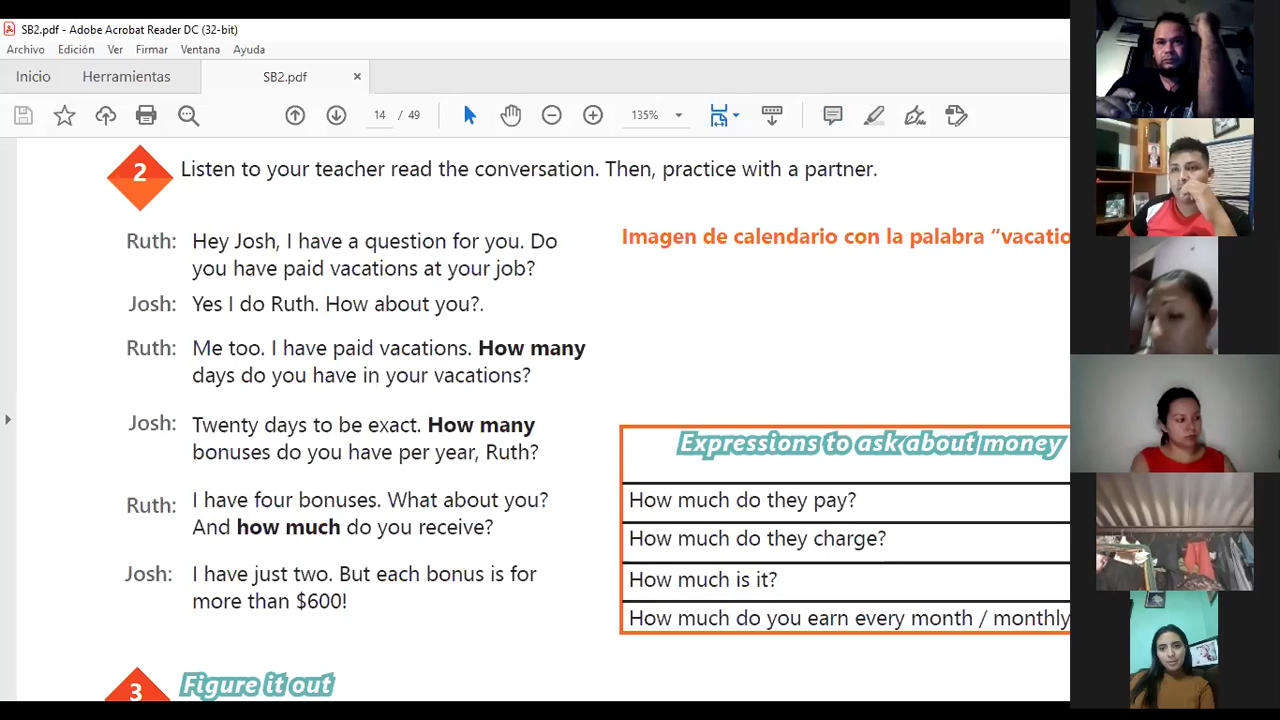 SB2.pdf - Adobe Acrobat Reader DC (32-bit)
Archivo Edición Ver Firmar Ventana Ayuda
Inicio Herramientas SB2.pdf ×
14 / 49 135%
2 Listen to your teacher read the conversation. Then, practice with a partner.
Ruth: Hey Josh, I have a question for you. Do
you have paid vacations at your job?
Imagen de calendario con la palabra “vacatio
Josh: Yes I do Ruth. How about you?.
Ruth: Me too. I have paid vacations. How many
days do you have in your vacations?
Josh: Twenty days to be exact. How many
bonuses do you have per year, Ruth?
Ruth: I have four bonuses. What about you?
And how much do you receive?
Josh: I have just two. But each bonus is for
more than $600!
Expressions to ask about money
How much do they pay?
How much do they charge?
How much is it?
How much do you earn every month / monthly
3 Figure it out